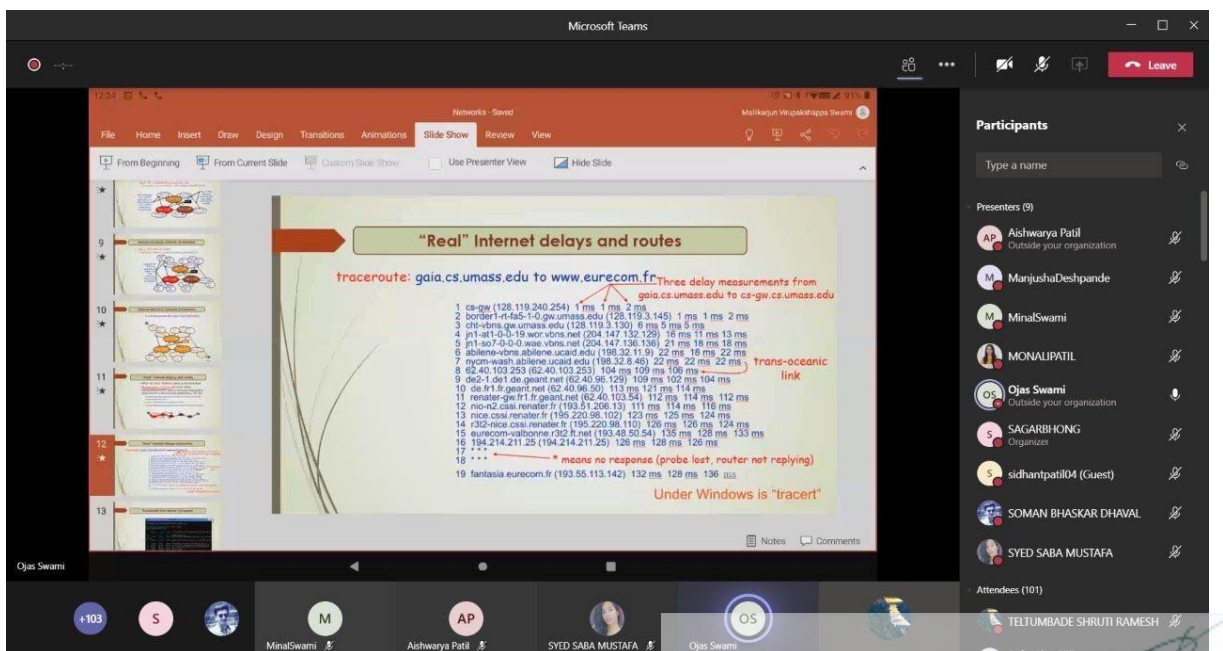 Microsoft Teams
--:--
Leave
12:34
91%
Networks - Saved
Mallikarjun Virupakshappa Swami
File Home Insert Draw Design Transitions Animations Slide Show Review View
From Beginning From Current Slide Custom Slide Show Use Presenter View Hide Slide
9
10
11
12
13
"Real" Internet delays and routes
traceroute: gaia.cs.umass.edu to www.eurecom.fr
Three delay measurements from
gaia.cs.umass.edu to cs-gw.cs.umass.edu
1 cs-gw (128.119.240.254) 1 ms 1 ms 2 ms
2 border1-rt-fa5-1-0.gw.umass.edu (128.119.3.145) 1 ms 1 ms 2 ms
3 cht-vbns.gw.umass.edu (128.119.3.130) 6 ms 5 ms 5 ms
4 jn1-at1-0-0-19.wor.vbns.net (204.147.132.129) 16 ms 11 ms 13 ms
5 jn1-so7-0-0-0.wae.vbns.net (204.147.136.136) 21 ms 18 ms 18 ms
6 abilene-vbns.abilene.ucaid.edu (198.32.11.9) 22 ms 18 ms 22 ms
7 nycm-wash.abilene.ucaid.edu (198.32.8.46) 22 ms 22 ms 22 ms
trans-oceanic
link
8 62.40.103.253 (62.40.103.253) 104 ms 109 ms 106 ms
9 de2-1.de1.de.geant.net (62.40.96.129) 109 ms 102 ms 104 ms
10 de.fr1.fr.geant.net (62.40.96.50) 113 ms 121 ms 114 ms
11 renater-gw.fr1.fr.geant.net (62.40.103.54) 112 ms 114 ms 112 ms
12 nio-n2.cssi.renater.fr (193.51.206.13) 111 ms 114 ms 116 ms
13 nice.cssi.renater.fr (195.220.98.102) 123 ms 125 ms 124 ms
14 r3t2-nice.cssi.renater.fr (195.220.98.110) 126 ms 126 ms 124 ms
15 eurecom-valbonne.r3t2.ft.net (193.48.50.54) 135 ms 128 ms 133 ms
16 194.214.211.25 (194.214.211.25) 126 ms 128 ms 126 ms
17 * * *
18 * * *
* means no response (probe lost, router not replying)
19 fantasia.eurecom.fr (193.55.113.142) 132 ms 128 ms 136 ms
Under Windows is "tracert"
Notes Comments
Ojas Swami
+103
S
M
MinalSwami
AP
Aishwarya Patil
SYED SABA MUSTAFA
OS
Ojas Swami
Participants
Type a name
Presenters (9)
AP
Aishwarya Patil
Outside your organization
M
ManjushaDeshpande
M
MinalSwami
MONALIPATIL
OS
Ojas Swami
Outside your organization
S
SAGARBHONG
Organizer
S
sidhantpatil04 (Guest)
SOMAN BHASKAR DHAVAL
SYED SABA MUSTAFA
Attendees (101)
TELTUMBADE SHRUTI RAMESH